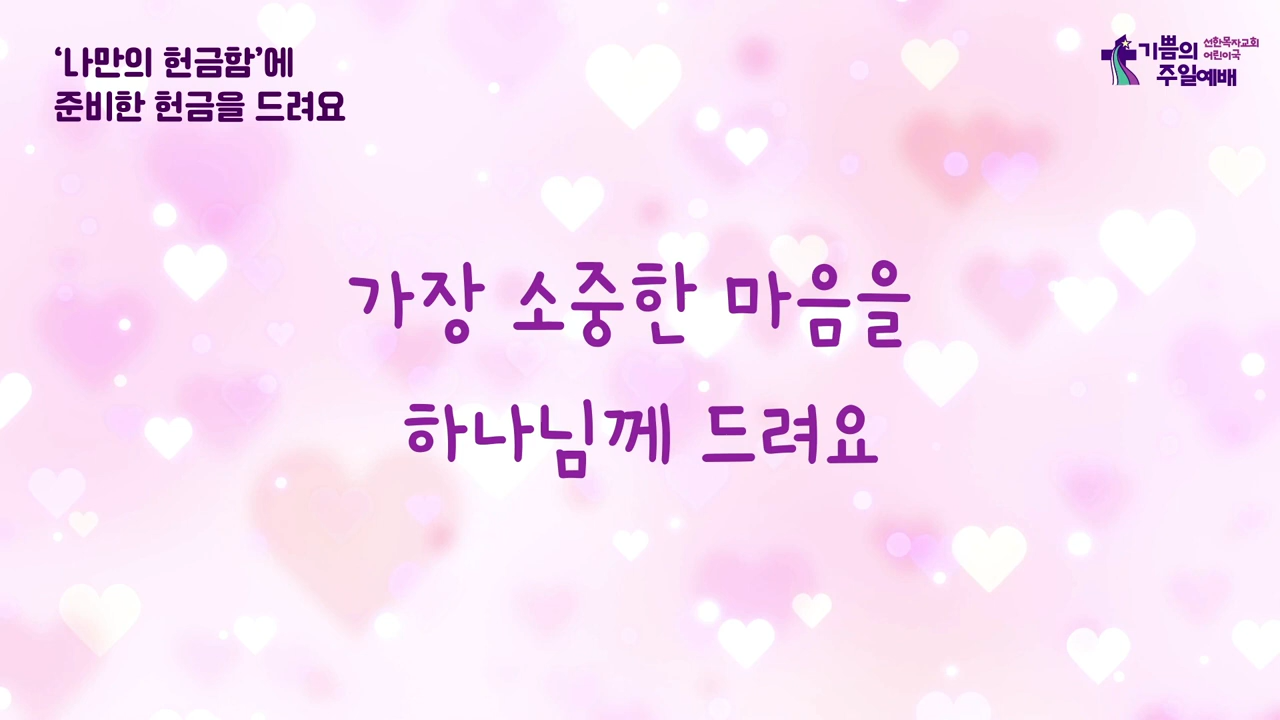 ‘나만의 헌금함’에
준비한 헌금을 드려요
기쁨의
선한목자교회
어린이국
주일예배
가장 소중한 마음을
하나님께 드려요